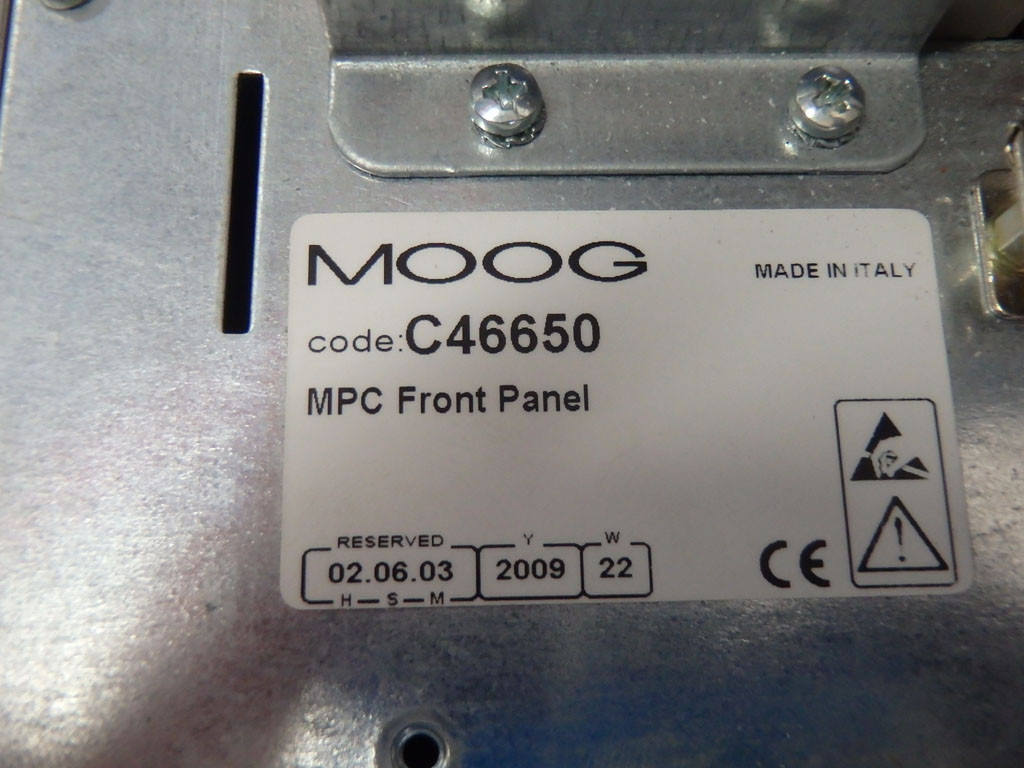 MOOG
MADE IN ITALY
code:C46650
MPC Front Panel
RESERVED Y W
02.06.03 2009 22
H — S — M
CE